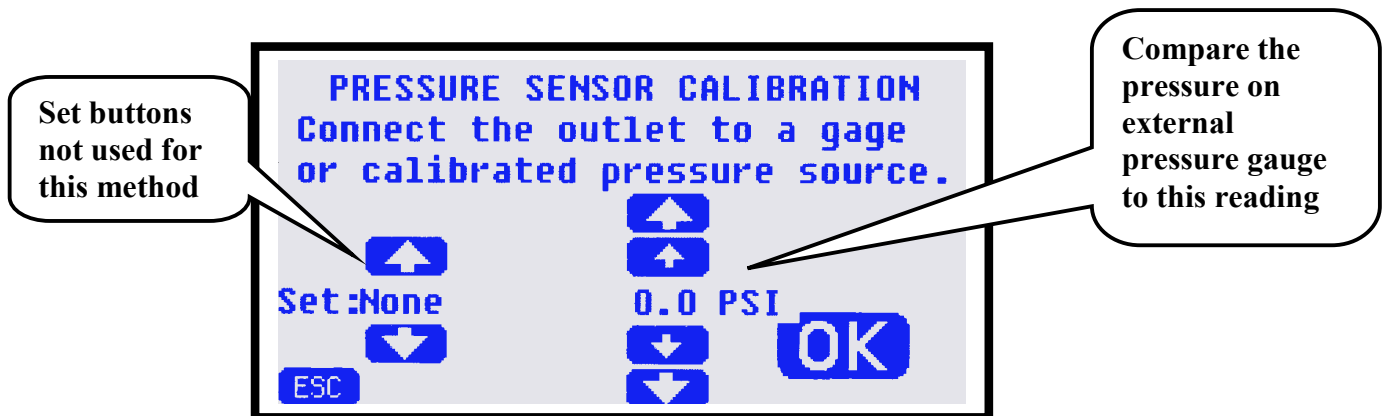 Set buttons
not used for
this method
PRESSURE SENSOR CALIBRATION
Connect the outlet to a gage
or calibrated pressure source.
Set:None
0.0 PSI
OK
ESC
Compare the
pressure on
external
pressure gauge
to this reading